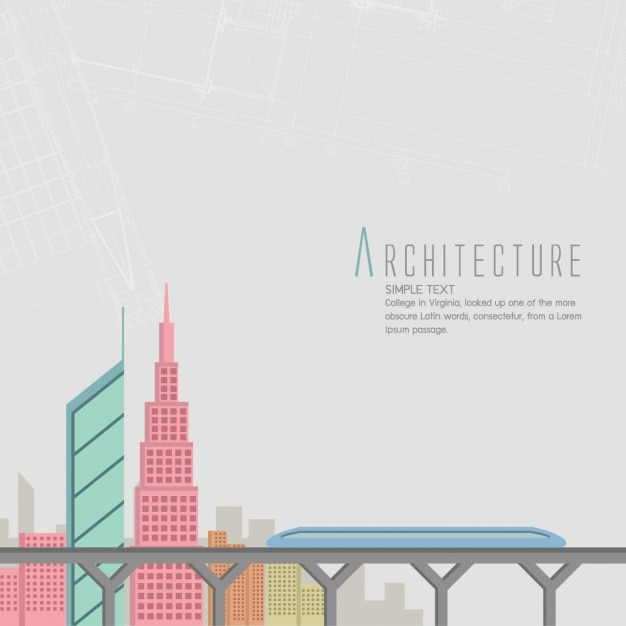 ARCHITECTURE
SIMPLE TEXT
College in Virginia, looked up one of the more
obscure Latin words, consectetur, from a Lorem
Ipsum passage.